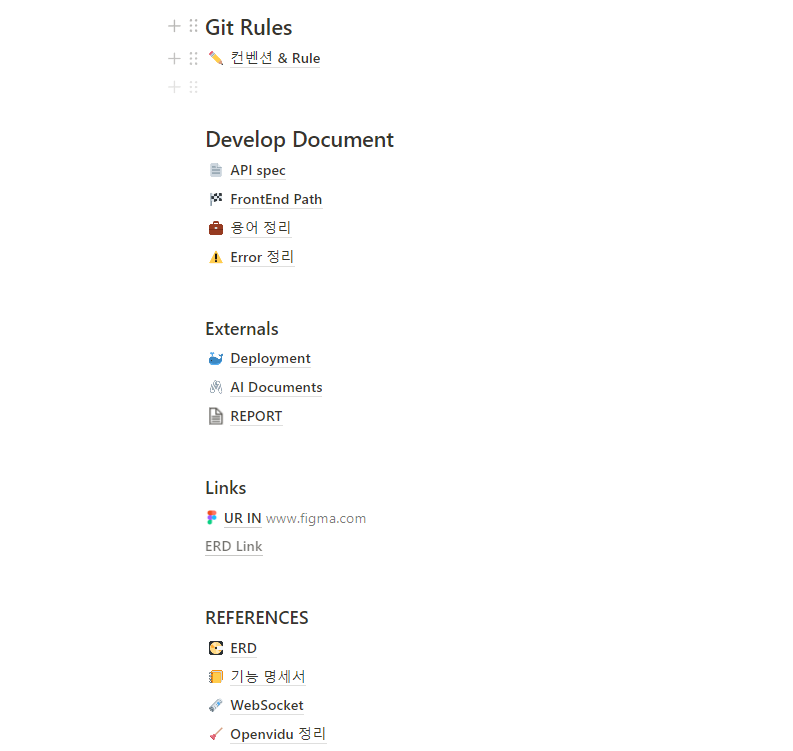 Git Rules
컨벤션 & Rule
Develop Document
API spec
FrontEnd Path
용어 정리
Error 정리
Externals
Deployment
AI Documents
REPORT
Links
UR IN www.figma.com
ERD Link
REFERENCES
ERD
기능 명세서
WebSocket
Openvidu 정리